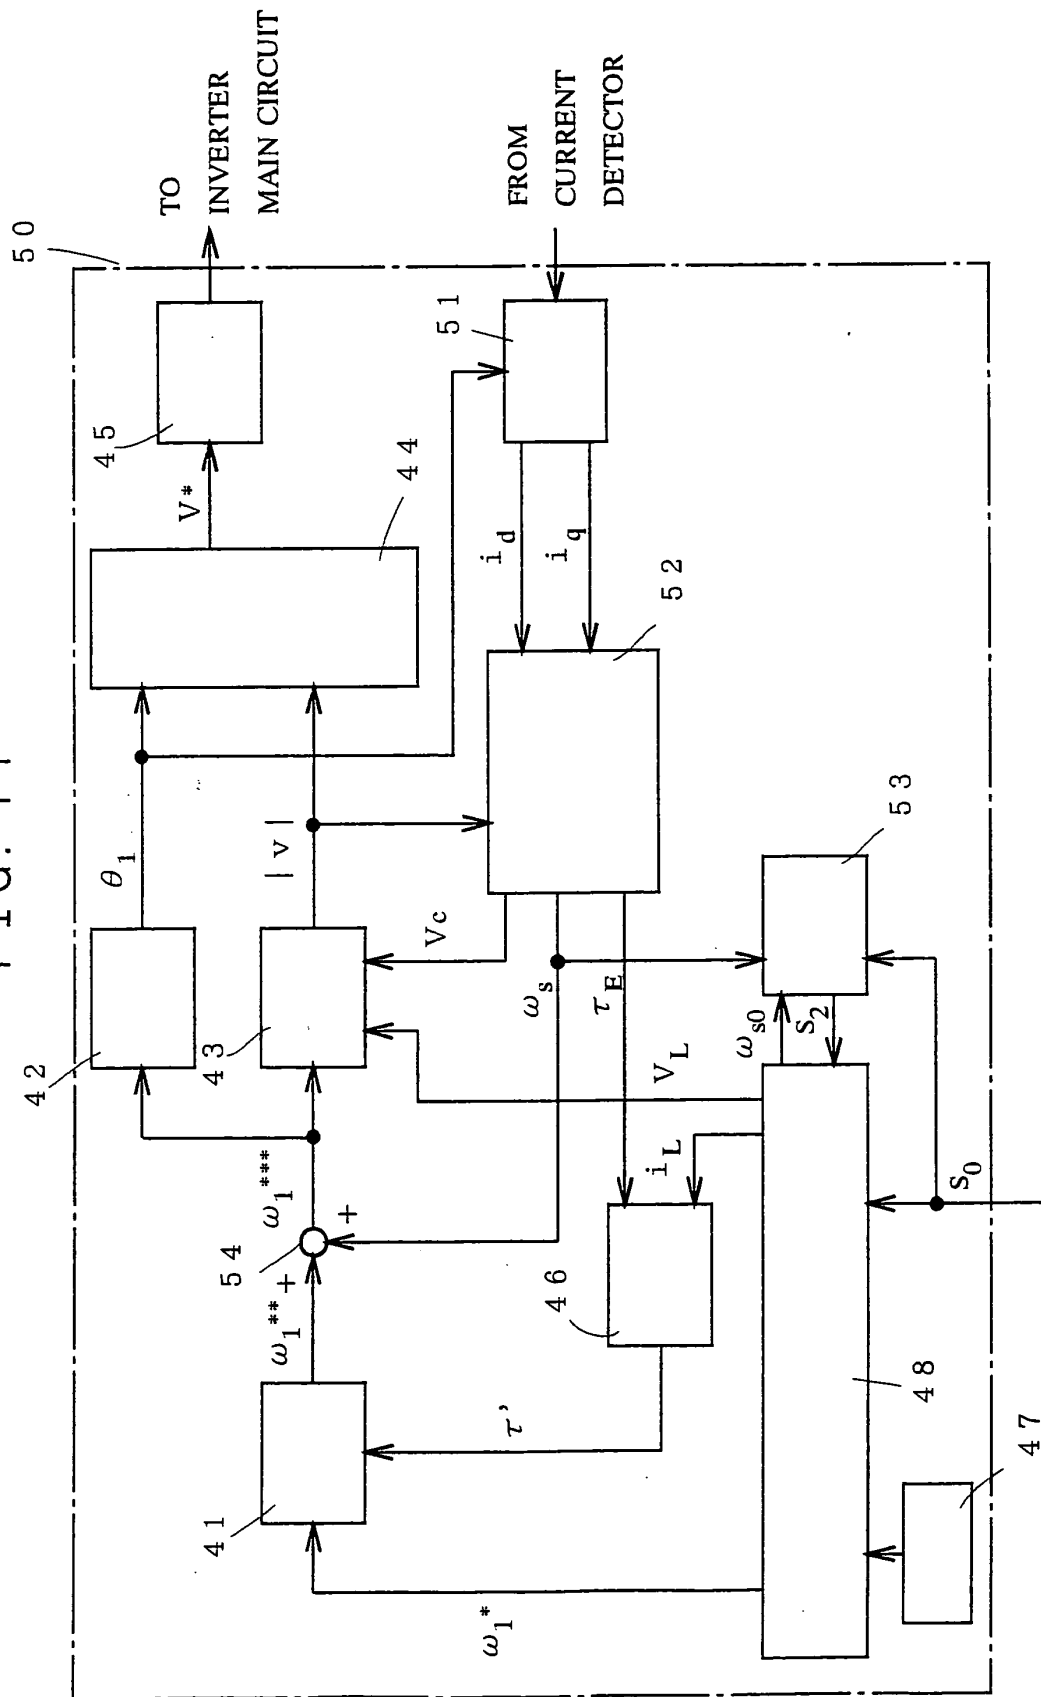 50
TO
INVERTER
MAIN CIRCUIT
FROM
CURRENT
DETECTOR
45
V*
44
51
i_d
i_q
52
θ_1
|v|
42
43
Vc
ω_s
τ_E
53
ω_s0
s_2
V_L
i_L
ω_1***
+
54
+
ω_1**
46
s_0
41
τ'
48
47
ω_1*